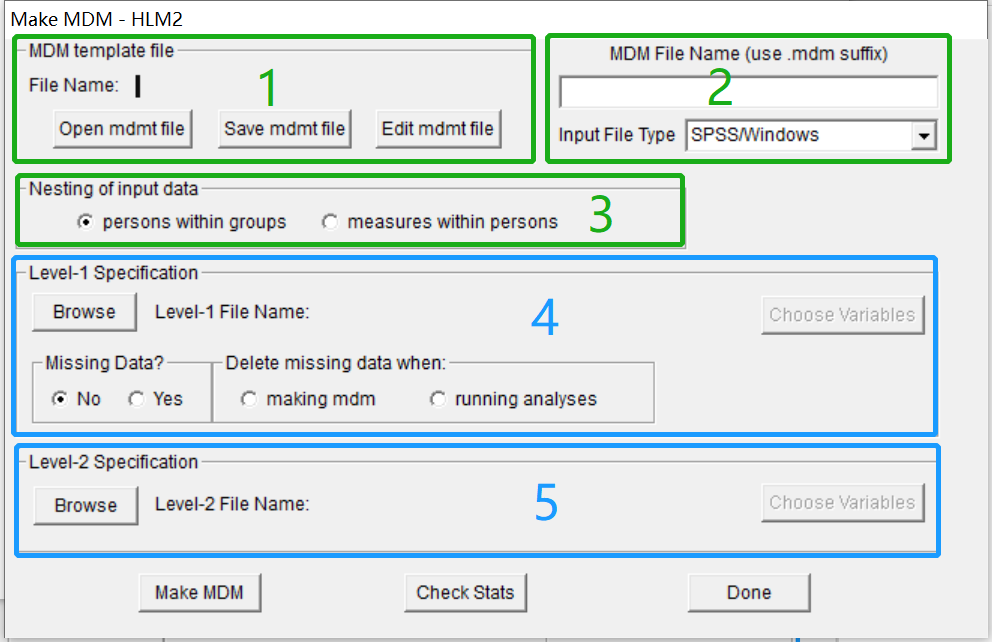 Make MDM - HLM2
MDM template file
File Name:
1
Open mdmt file
Save mdmt file
Edit mdmt file
MDM File Name (use .mdm suffix)
2
Input File Type
SPSS/Windows
Nesting of input data
persons within groups
measures within persons
3
Level-1 Specification
Browse
Level-1 File Name:
4
Choose Variables
Missing Data?
Delete missing data when:
No
Yes
making mdm
running analyses
Level-2 Specification
Browse
Level-2 File Name:
5
Choose Variables
Make MDM
Check Stats
Done